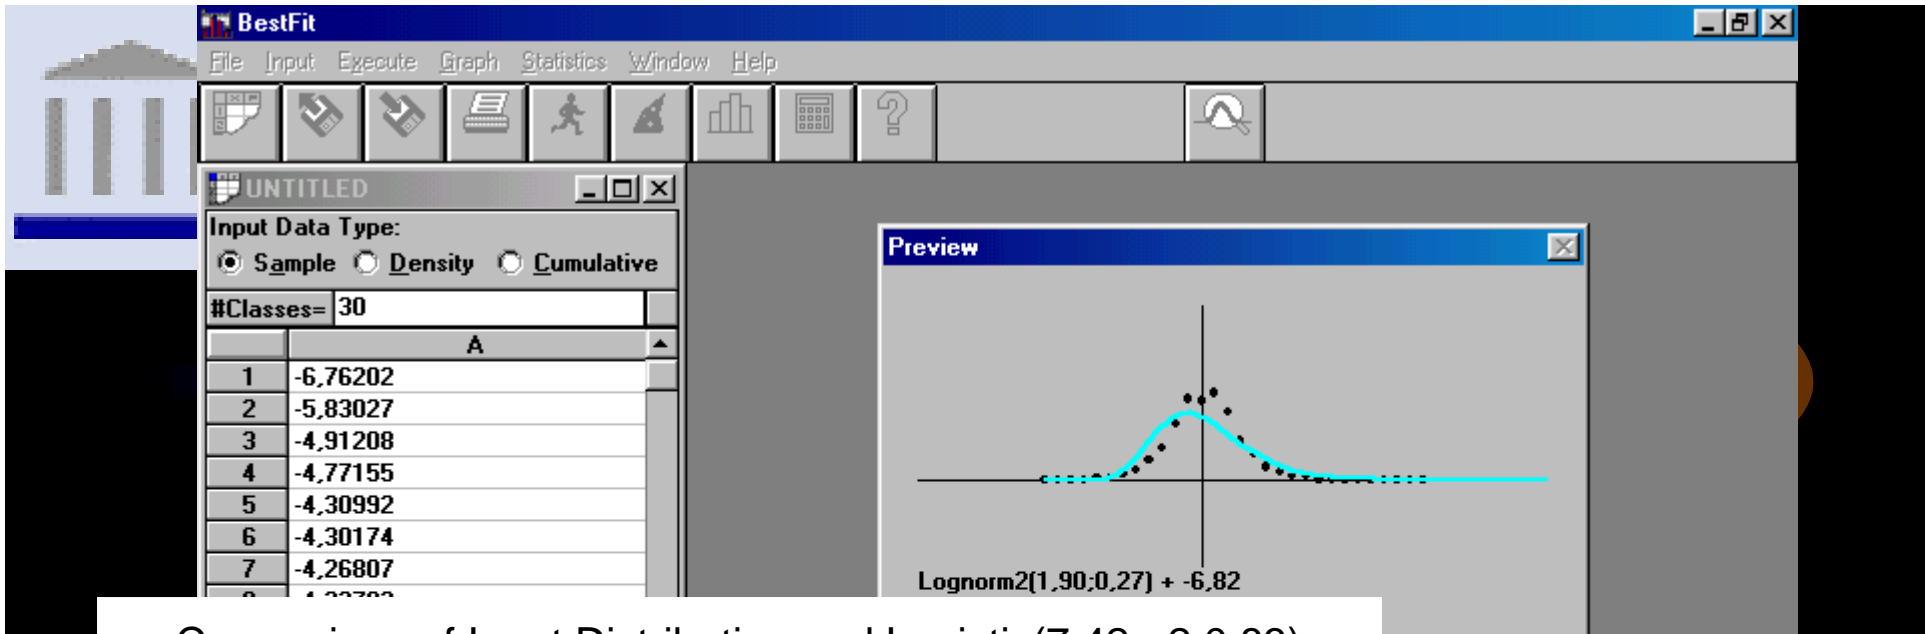 BestFit
File Input Execute Graph Statistics Window Help
UNTITLED
Input Data Type:
Sample Density Cumulative
#Classes= 30
A
1 -6,76202
2 -5,83027
3 -4,91208
4 -4,77155
5 -4,30992
6 -4,30174
7 -4,26807
Preview
Lognorm2(1,90;0,27) + -6,82